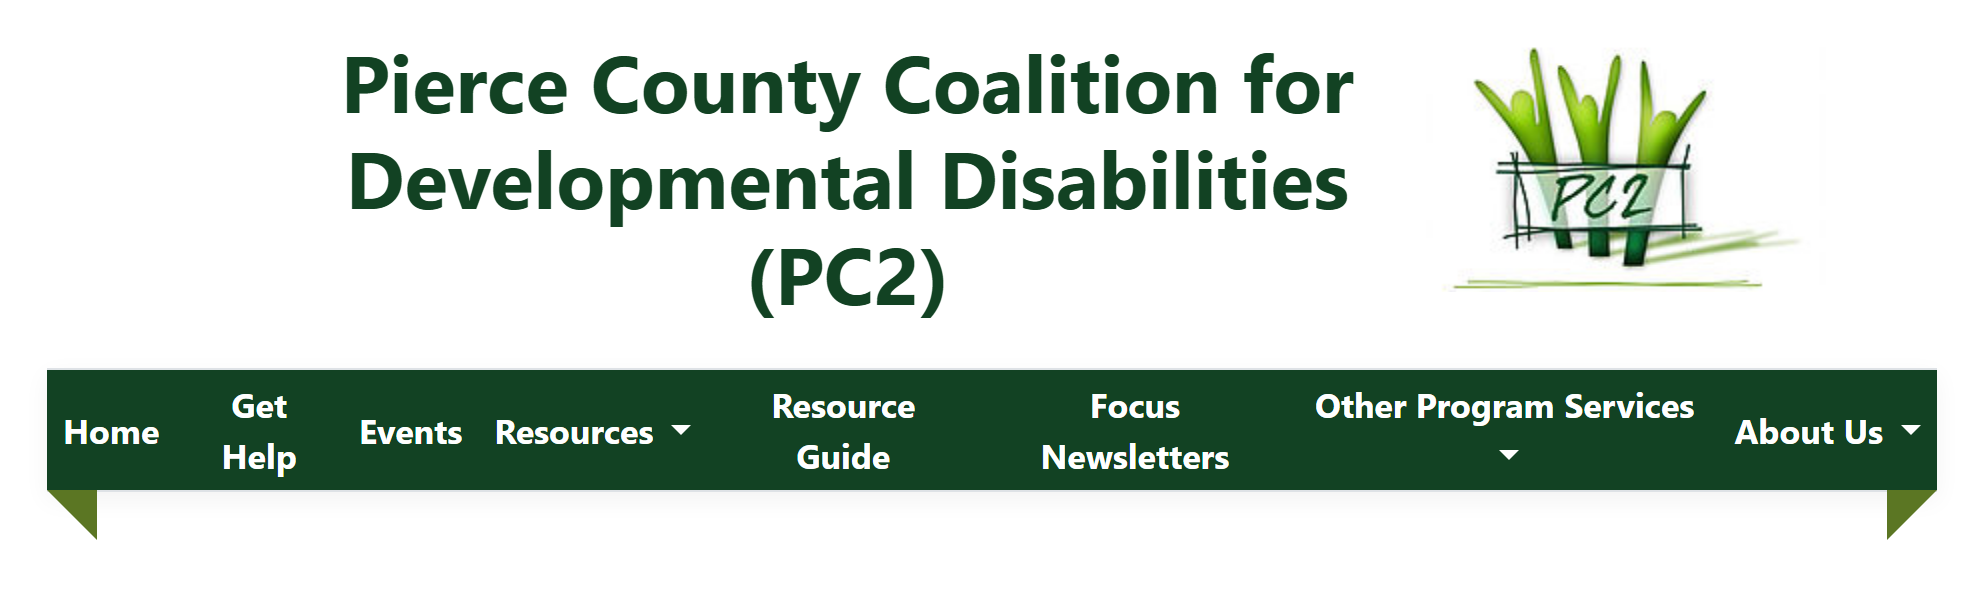 Pierce County Coalition for
Developmental Disabilities
(PC2)
PC2
Home
Get
Help
Events
Resources
Resource
Guide
Focus
Newsletters
Other Program Services
About Us